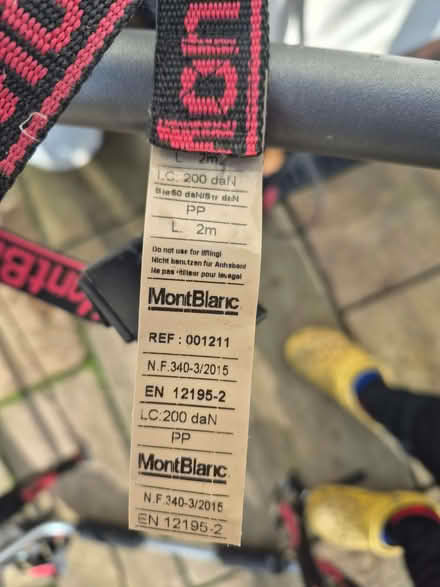 L. 2m
LC. 200 daN
PP
L. 2m
Do not use for lifting!
Nicht benutzen für Anheben!
Ne pas utiliser pour levage!
MontBlanc
REF : 001211
N.F.340-3/2015
EN 12195-2
LC:200 daN
PP
MontBlanc
N.F.340-3/2015
EN 12195-2